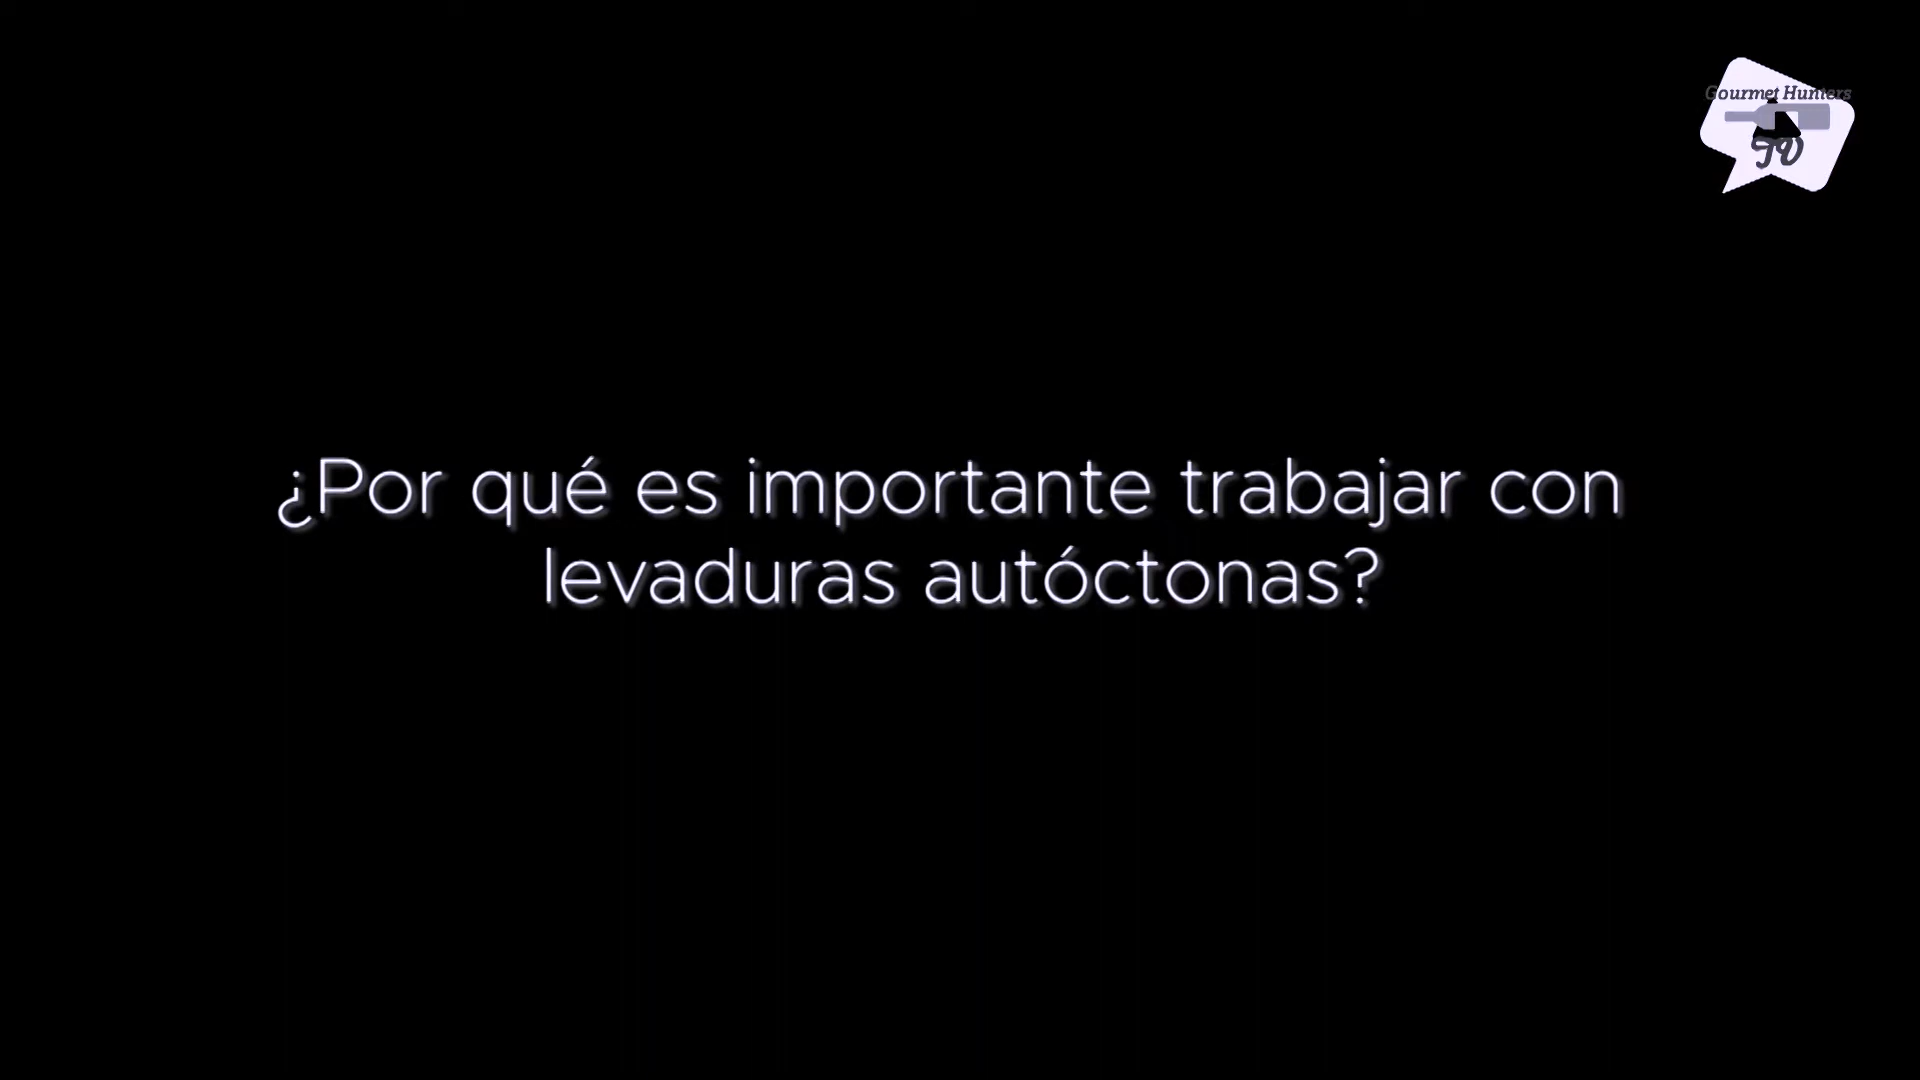 Gourmet Hunters
TV
¿Por qué es importante trabajar con
levaduras autóctonas?